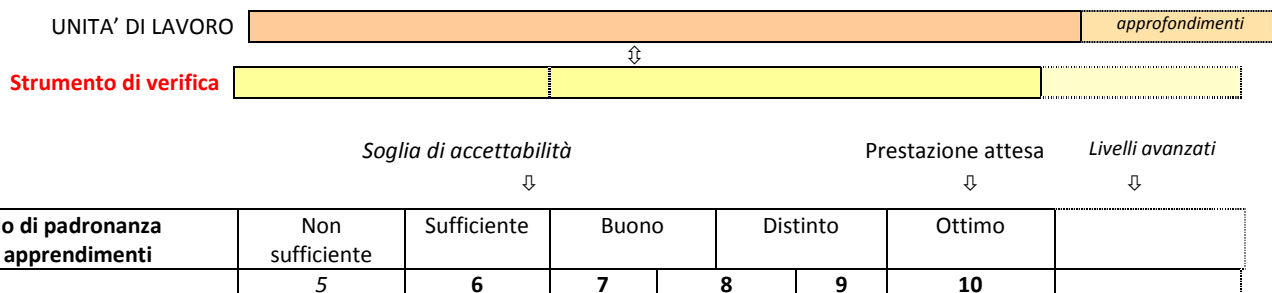 UNITA’ DI LAVORO
approfondimenti
Strumento di verifica
Soglia di accettabilità
Prestazione attesa
Livelli avanzati
di padronanza
Non sufficiente
Sufficiente
Buono
Distinto
Ottimo
apprendimenti
5
6
7
8
9
10